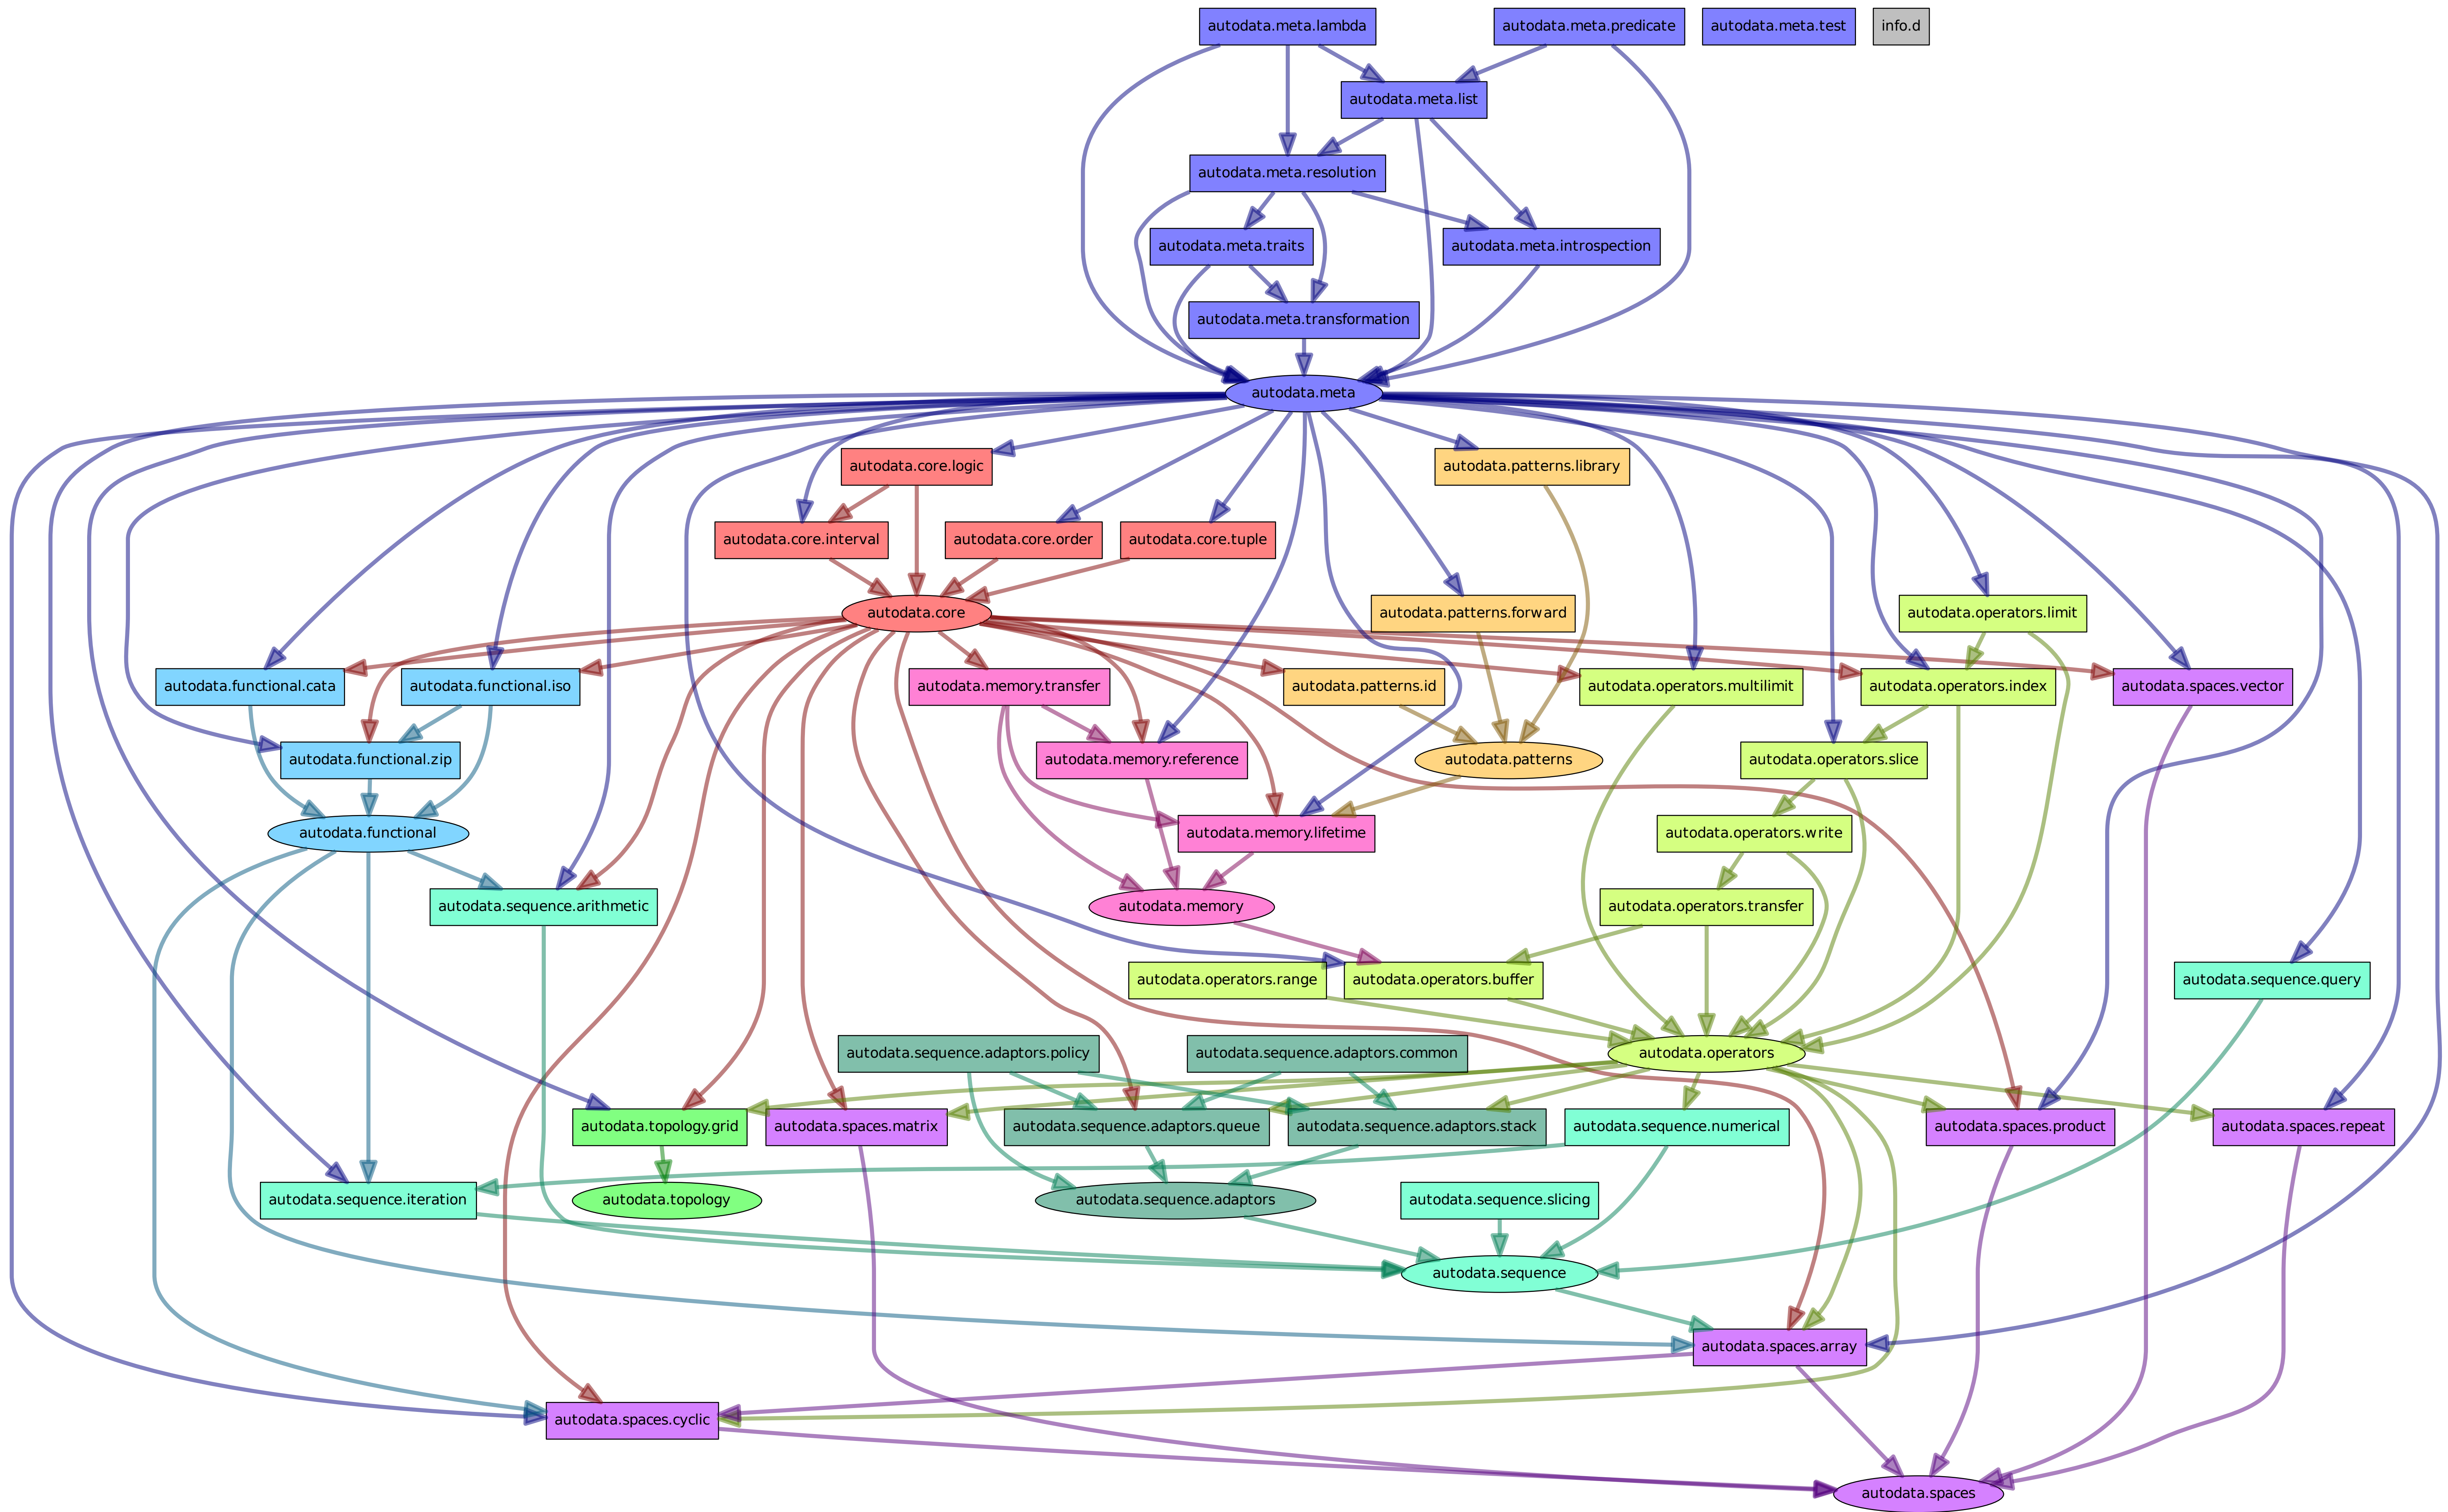 autodata.meta.lambda
autodata.meta.predicate
autodata.meta.test
info.d
autodata.meta.list
autodata.meta.resolution
autodata.meta.traits
autodata.meta.introspection
autodata.meta.transformation
autodata.meta
autodata.core.logic
autodata.patterns.library
autodata.core.interval
autodata.core.order
autodata.core.tuple
autodata.core
autodata.patterns.forward
autodata.operators.limit
autodata.functional.cata
autodata.functional.iso
autodata.memory.transfer
autodata.patterns.id
autodata.operators.multilimit
autodata.operators.index
autodata.spaces.vector
autodata.functional.zip
autodata.memory.reference
autodata.patterns
autodata.operators.slice
autodata.functional
autodata.memory.lifetime
autodata.operators.write
autodata.sequence.arithmetic
autodata.memory
autodata.operators.transfer
autodata.operators.range
autodata.operators.buffer
autodata.sequence.query
autodata.sequence.adaptors.policy
autodata.sequence.adaptors.common
autodata.operators
autodata.topology.grid
autodata.spaces.matrix
autodata.sequence.adaptors.queue
autodata.sequence.adaptors.stack
autodata.sequence.numerical
autodata.spaces.product
autodata.spaces.repeat
autodata.sequence.iteration
autodata.topology
autodata.sequence.adaptors
autodata.sequence.slicing
autodata.sequence
autodata.spaces.array
autodata.spaces.cyclic
autodata.spaces